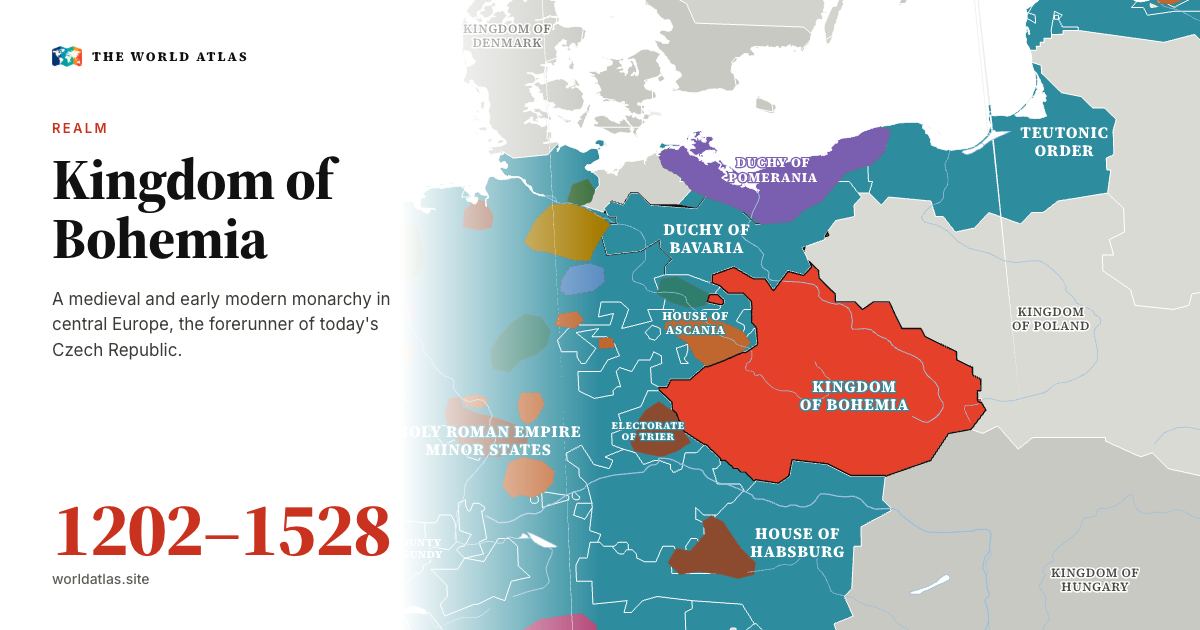 THE WORLD ATLAS
REALM
Kingdom of
Bohemia
A medieval and early modern monarchy in
central Europe, the forerunner of today's
Czech Republic.
1202–1528
worldatlas.site
KINGDOM OF
DENMARK
TEUTONIC
ORDER
DUCHY OF
POMERANIA
DUCHY OF
BAVARIA
HOUSE OF
ASCANIA
KINGDOM
OF POLAND
KINGDOM
OF BOHEMIA
ELECTORATE
OF TRIER
OLY ROMAN EMPIRE
MINOR STATES
HOUSE OF
HABSBURG
KINGDOM OF
HUNGARY